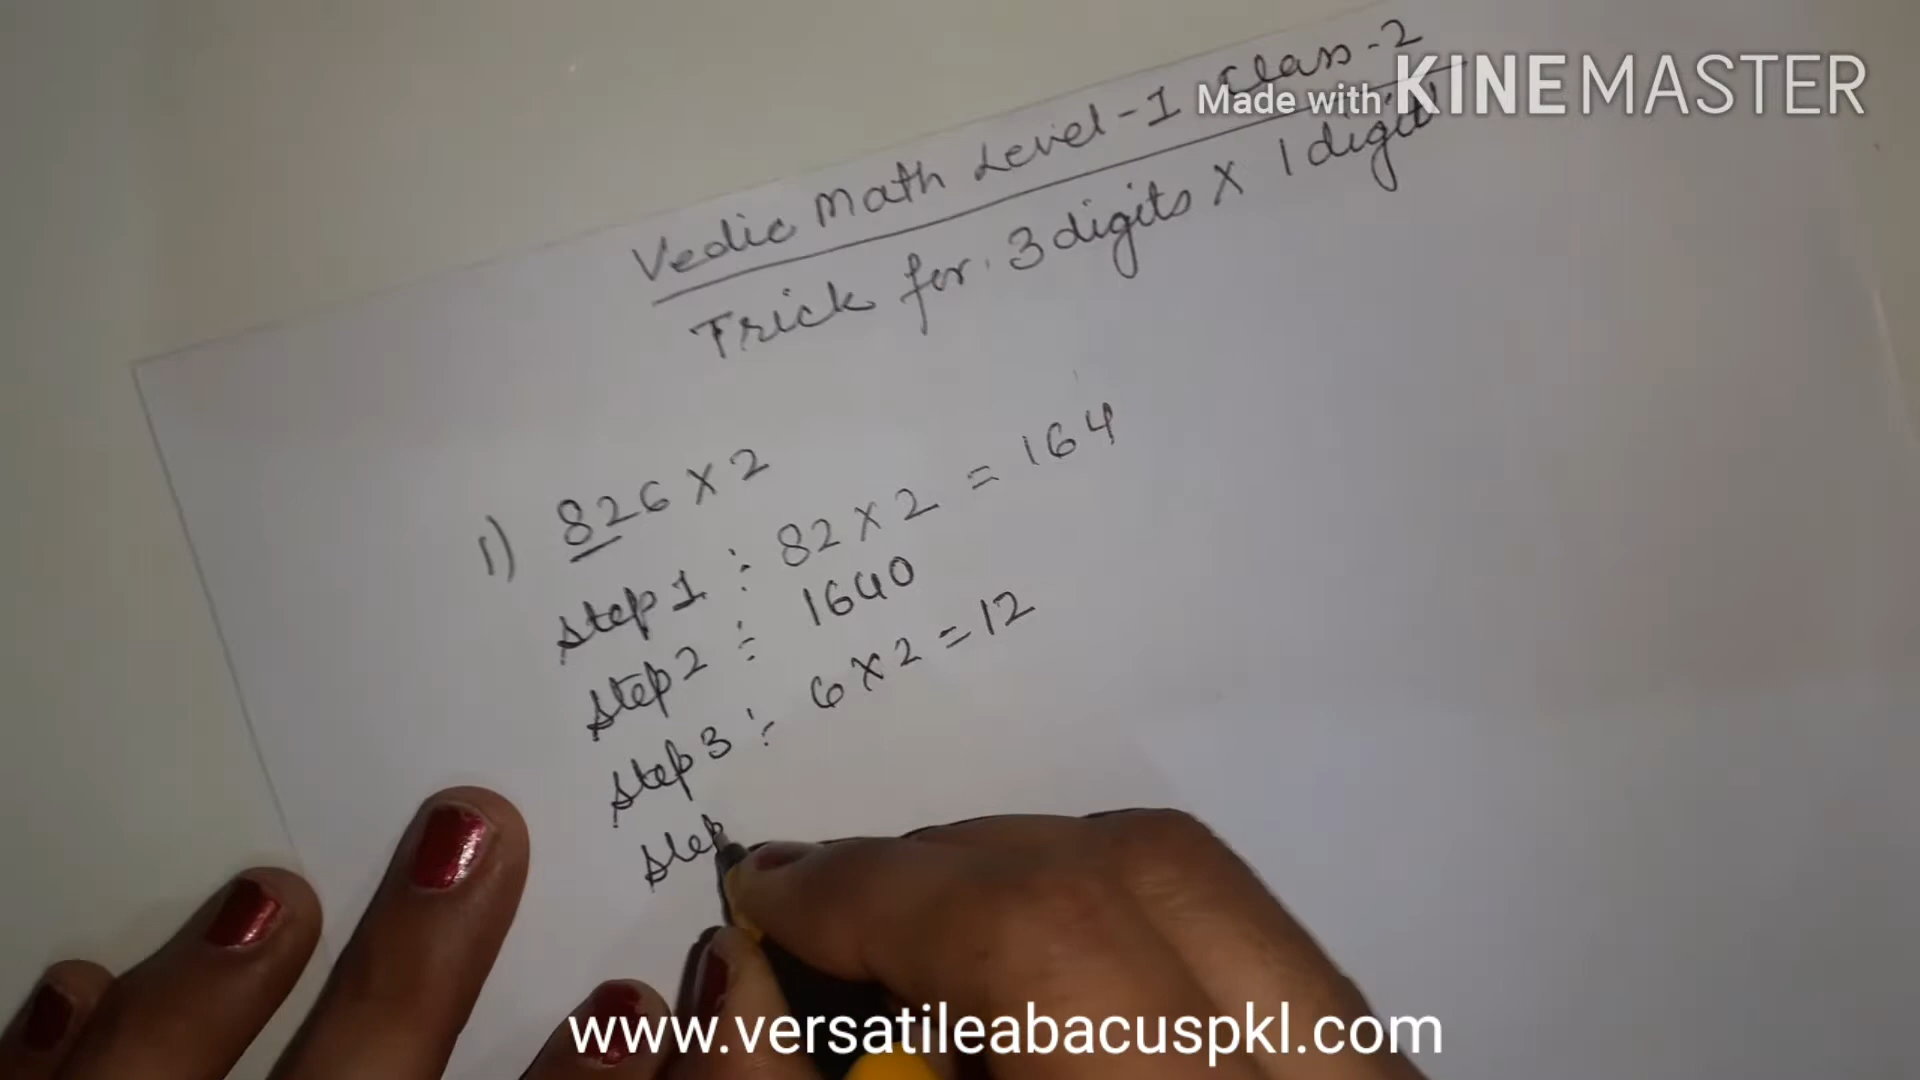 Made with KINEMASTER
Vedic Math Level-1 Class-2
Trick for 3 digits X 1 digit
1) 826 X 2
Step 1 : 82 X 2 = 164
Step 2 : 1640
Step 3 : 6 X 2 = 12
Step
www.versatileabacuspkl.com